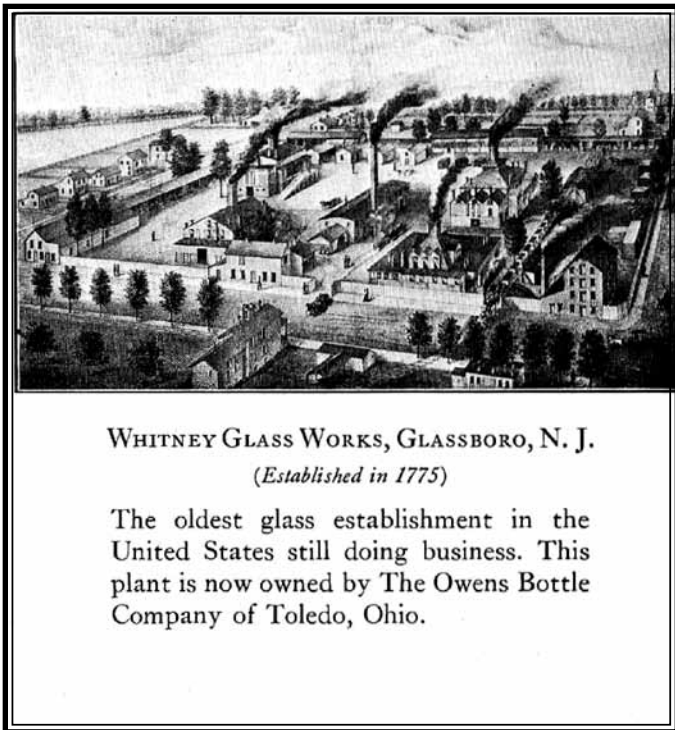 Whitney Glass Works, Glassboro, N. J.
(Established in 1775)
The oldest glass establishment in the
United States still doing business. This
plant is now owned by The Owens Bottle
Company of Toledo, Ohio.